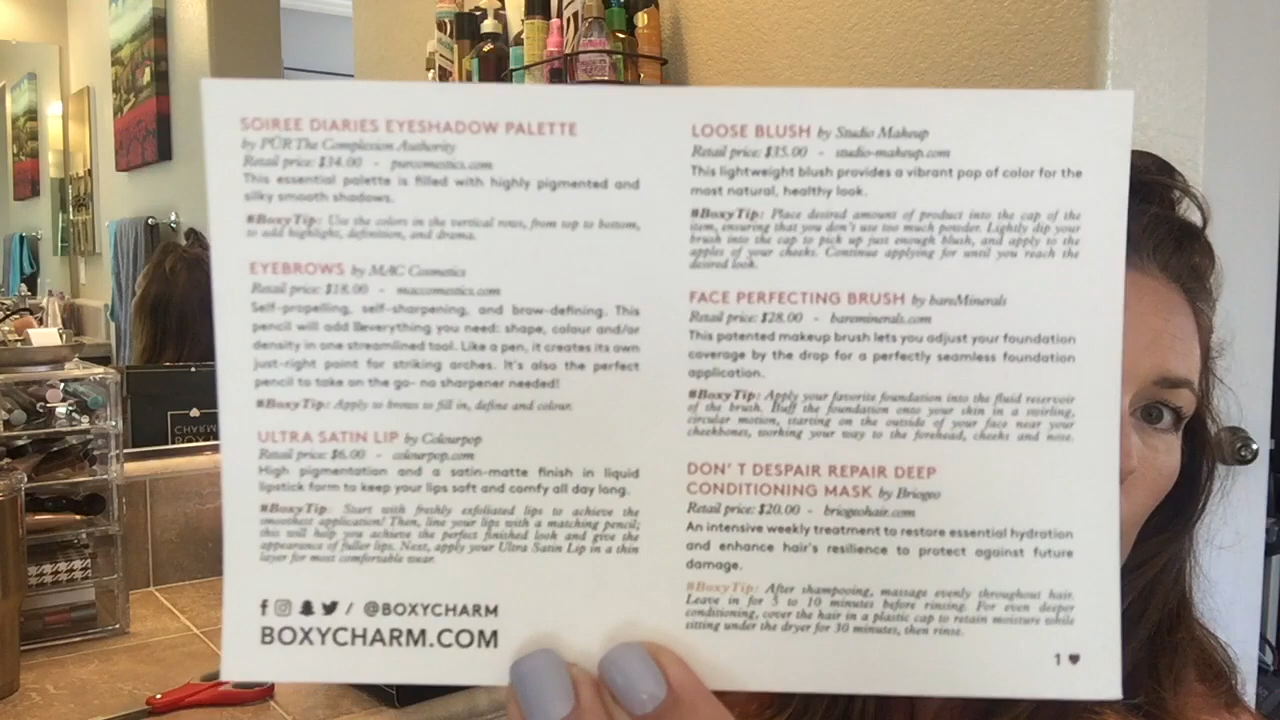 SOIREE DIARIES EYESHADOW PALETTE
by PÜR The Complexion Authority
Retail price: $34.00 - purcosmetics.com
This essential palette is filled with highly pigmented and
silky smooth shadows.
#BoxyTip: Use the colors in the vertical rows, from top to bottom,
to add highlight, definition, and drama.
EYEBROWS by MAC Cosmetics
Retail price: $18.00 - maccosmetics.com
Self-propelling, self-sharpening, and brow-defining. This
pencil will add everything you need: shape, colour and/or
density in one streamlined tool. Like a pen, it creates its own
just-right point for striking arches. It's also the perfect
pencil to take on the go- no sharpener needed!
#BoxyTip: Apply to brows to fill in, define and colour.
ULTRA SATIN LIP by Colourpop
Retail price: $6.00 - colourpop.com
High pigmentation and a satin-matte finish in liquid
lipstick form to keep your lips soft and comfy all day long.
#BoxyTip: Start with freshly exfoliated lips to achieve the
smoothest application! Then, line your lips with a matching pencil;
this will help you achieve the perfect finished look and give the
appearance of fuller lips. Next, apply your Ultra Satin Lip in a thin
layer for most comfortable wear.
/ @BOXYCHARM
BOXYCHARM.COM
LOOSE BLUSH by Studio Makeup
Retail price: $35.00 - studio-makeup.com
This lightweight blush provides a vibrant pop of color for the
most natural, healthy look.
#BoxyTip: Place desired amount of product into the cap of the
item, ensuring that you don't use too much powder. Lightly dip your
brush into the cap to pick up just enough blush, and apply to the
apples of your cheeks. Continue applying for until you reach the
desired look.
FACE PERFECTING BRUSH by bareMinerals
Retail price: $28.00 - bareminerals.com
This patented makeup brush lets you adjust your foundation
coverage by the drop for a perfectly seamless foundation
application.
#BoxyTip: Apply your favorite foundation into the fluid reservoir
of the brush. Buff the foundation onto your skin in a swirling,
circular motion, starting on the outside of your face near your
cheekbones, working your way to the forehead, cheeks and nose.
DON' T DESPAIR REPAIR DEEP
CONDITIONING MASK by Briogeo
Retail price: $20.00 - briogeohair.com
An intensive weekly treatment to restore essential hydration
and enhance hair's resilience to protect against future
damage.
#BoxyTip: After shampooing, massage evenly throughout hair.
Leave in for 5 to 10 minutes before rinsing. For even deeper
conditioning, cover the hair in a plastic cap to retain moisture while
sitting under the dryer for 30 minutes, then rinse.
1
CHARM
BOX